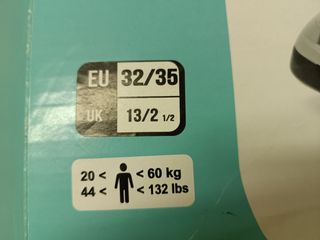 EU 32/35
UK 13/2 1/2
20 < < 60 kg
44 < < 132 lbs